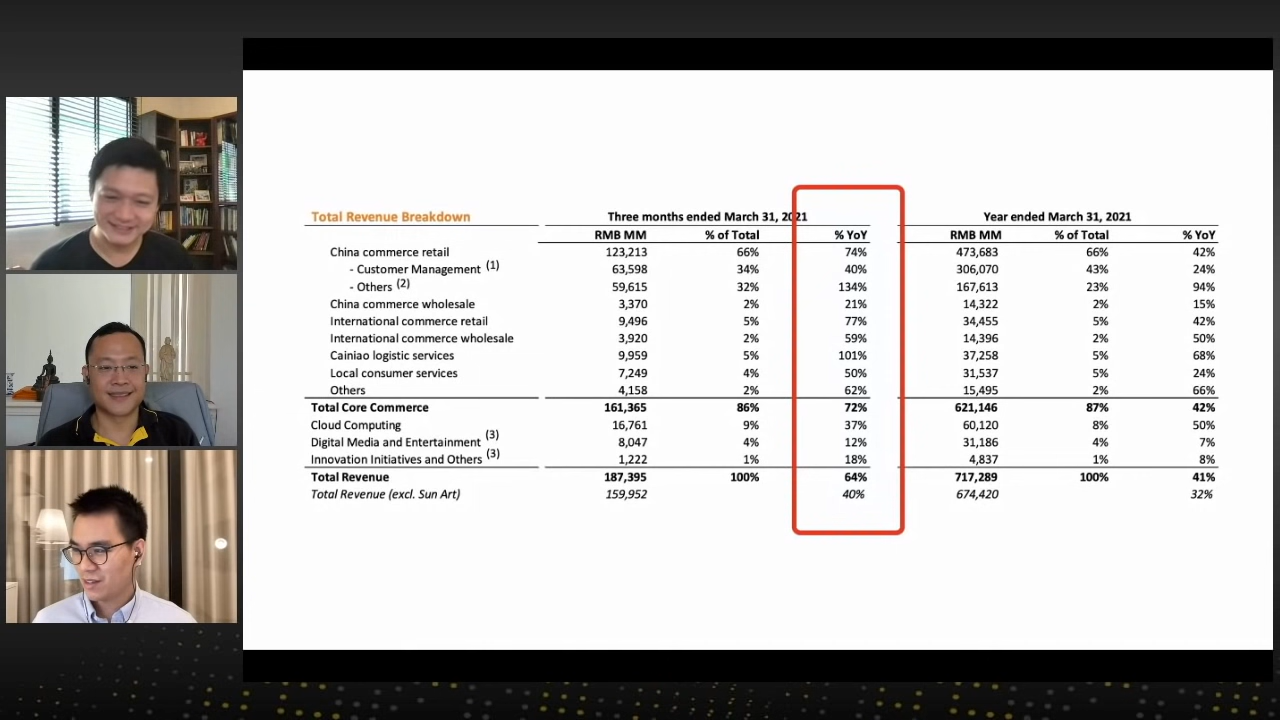 Total Revenue Breakdown Three months ended March 31, 2021 Year ended March 31, 2021
RMB MM % of Total % YoY RMB MM % of Total % YoY
China commerce retail 123,213 66% 74% 473,683 66% 42%
- Customer Management (1) 63,598 34% 40% 306,070 43% 24%
- Others (2) 59,615 32% 134% 167,613 23% 94%
China commerce wholesale 3,370 2% 21% 14,322 2% 15%
International commerce retail 9,496 5% 77% 34,455 5% 42%
International commerce wholesale 3,920 2% 59% 14,396 2% 50%
Cainiao logistic services 9,959 5% 101% 37,258 5% 68%
Local consumer services 7,249 4% 50% 31,537 5% 24%
Others 4,158 2% 62% 15,495 2% 66%
Total Core Commerce 161,365 86% 72% 621,146 87% 42%
Cloud Computing 16,761 9% 37% 60,120 8% 50%
Digital Media and Entertainment (3) 8,047 4% 12% 31,186 4% 7%
Innovation Initiatives and Others (3) 1,222 1% 18% 4,837 1% 8%
Total Revenue 187,395 100% 64% 717,289 100% 41%
Total Revenue (excl. Sun Art) 159,952 40% 674,420 32%